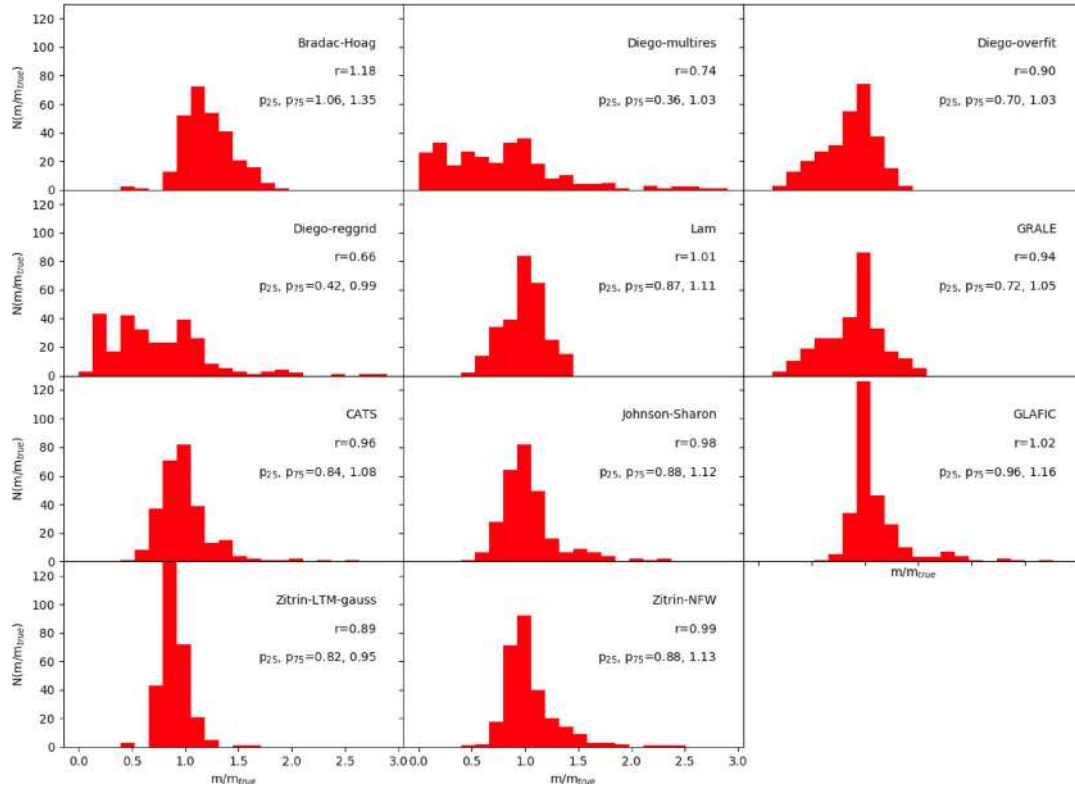 120
100
80
60
40
20
0
N(m/m_true)
Bradac-Hoag
r=1.18
p25, p75=1.06, 1.35
Diego-multires
r=0.74
p25, p75=0.36, 1.03
Diego-overfit
r=0.90
p25, p75=0.70, 1.03
120
100
80
60
40
20
0
N(m/m_true)
Diego-reggrid
r=0.66
p25, p75=0.42, 0.99
Lam
r=1.01
p25, p75=0.87, 1.11
GRALE
r=0.94
p25, p75=0.72, 1.05
120
100
80
60
40
20
0
N(m/m_true)
CATS
r=0.96
p25, p75=0.84, 1.08
Johnson-Sharon
r=0.98
p25, p75=0.88, 1.12
GLAFIC
r=1.02
p25, p75=0.96, 1.16
m/m_true
120
100
80
60
40
20
0
N(m/m_true)
Zitrin-LTM-gauss
r=0.89
p25, p75=0.82, 0.95
Zitrin-NFW
r=0.99
p25, p75=0.88, 1.13
0.0 0.5 1.0 1.5 2.0 2.5 3.0
0.0 0.5 1.0 1.5 2.0 2.5 3.0
m/m_true
m/m_true